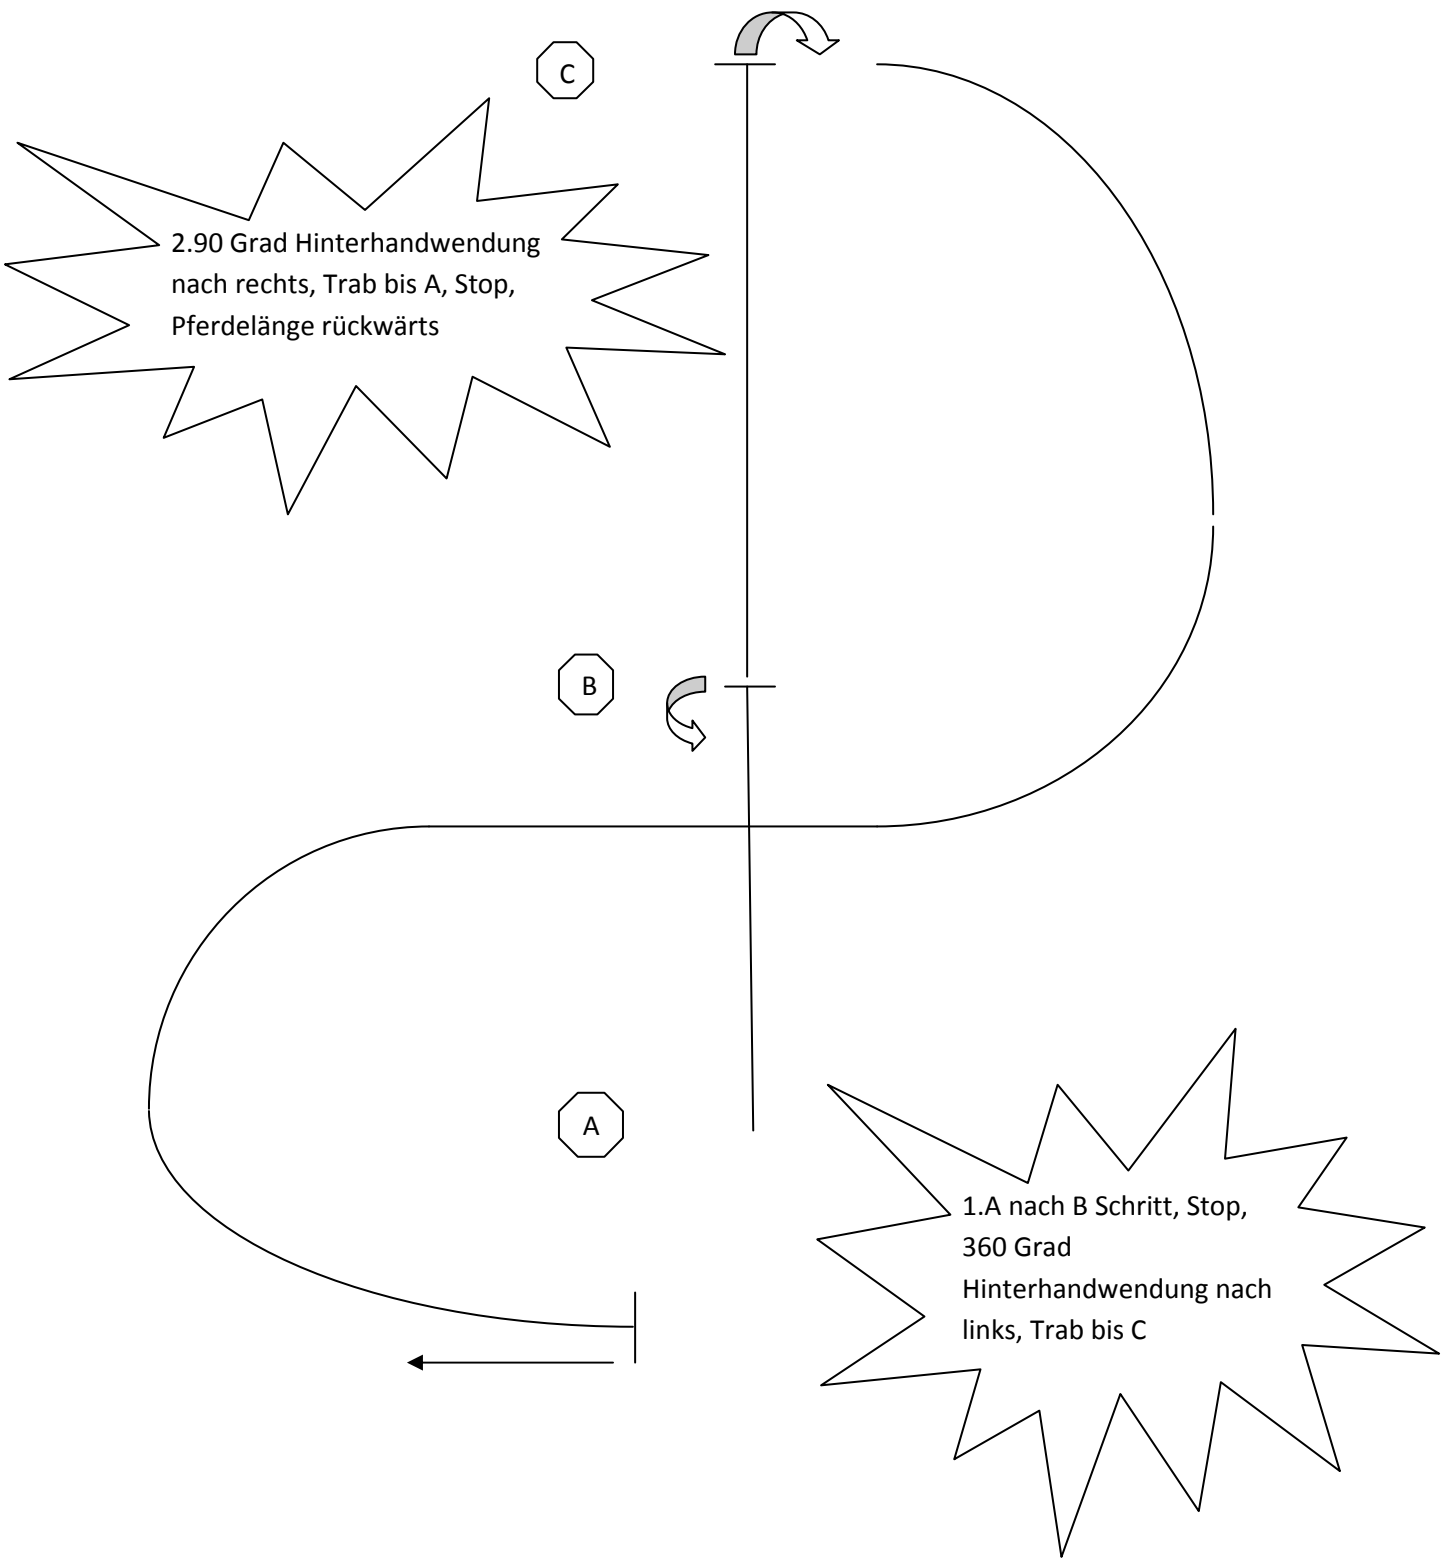 C
2.90 Grad Hinterhandwendung
nach rechts, Trab bis A, Stop,
Pferdelänge rückwärts
B
A
1.A nach B Schritt, Stop,
360 Grad
Hinterhandwendung nach
links, Trab bis C